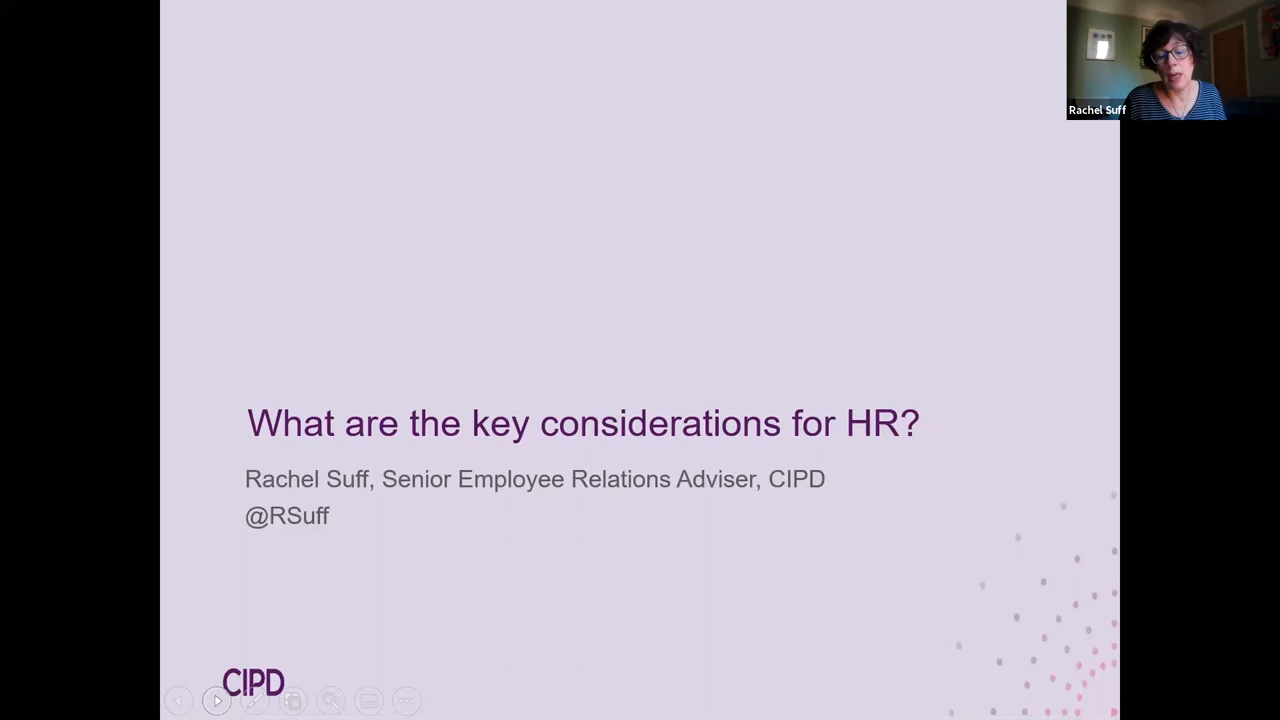 Rachel Suff
What are the key considerations for HR?
Rachel Suff, Senior Employee Relations Adviser, CIPD
@RSuff
CIPD